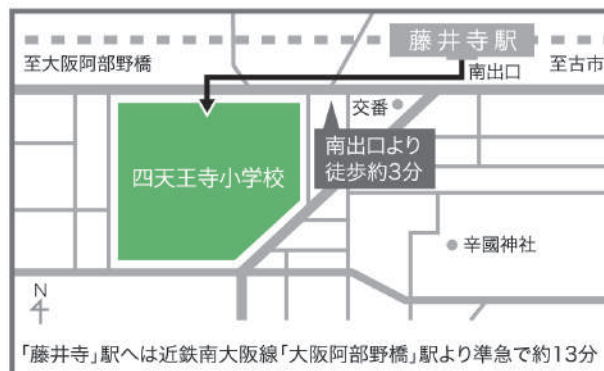 藤井寺駅
至大阪阿部野橋
南出口
至古市
交番
南出口より
徒歩約3分
四天王寺小学校
辛國神社
N
「藤井寺」駅へは近鉄南大阪線「大阪阿部野橋」駅より準急で約13分